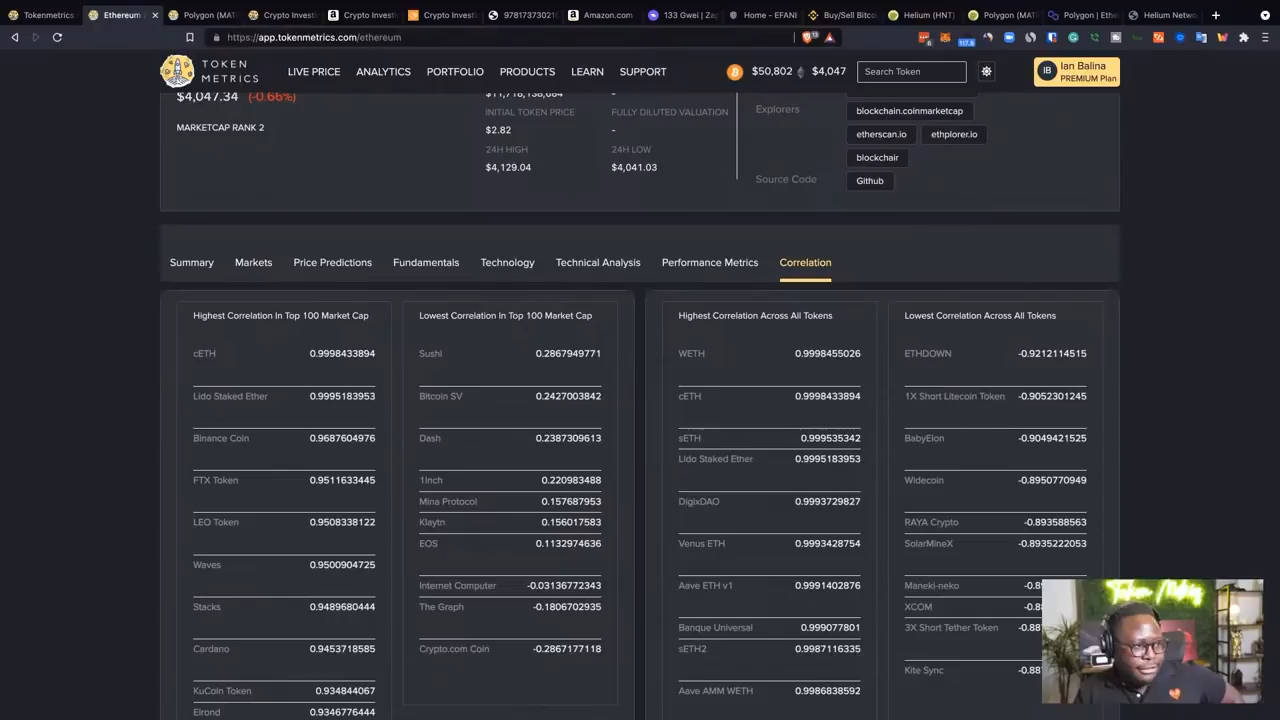 Tokenmetrics
Ethereum
Polygon (MAT
Crypto Investi
Crypto Investi
Crypto Investi
9781737302
Amazon.com
133 Gwei | Za
Home – EFANI
Buy/Sell Bitco
Helium (HNT)
Polygon (MAT
Polygon | Ethe
Helium Netwo
https://app.tokenmetrics.com/ethereum
6
117.8
13
TOKEN
METRICS
LIVE PRICE
ANALYTICS
PORTFOLIO
PRODUCTS
LEARN
SUPPORT
$50,802
$4,047
Search Token
IB
Ian Balina
PREMIUM Plan
$4,047.34 (-0.66%)
MARKETCAP RANK 2
INITIAL TOKEN PRICE
$2.82
24H HIGH
$4,129.04
-
FULLY DILUTED VALUATION
-
24H LOW
$4,041.03
Explorers
blockchain.coinmarketcap
etherscan.io
ethplorer.io
blockchair
Source Code
Github
Summary
Markets
Price Predictions
Fundamentals
Technology
Technical Analysis
Performance Metrics
Correlation
Highest Correlation In Top 100 Market Cap
cETH 0.9998433894
Lido Staked Ether 0.9995183953
Binance Coin 0.9687604976
FTX Token 0.9511633445
LEO Token 0.9508338122
Waves 0.9500904725
Stacks 0.9489680444
Cardano 0.9453718585
KuCoin Token 0.934844067
Elrond 0.9346776444
Lowest Correlation In Top 100 Market Cap
Sushi 0.2867949771
Bitcoin SV 0.2427003842
Dash 0.2387309613
1Inch 0.220983488
Mina Protocol 0.157687953
Klaytn 0.156017583
EOS 0.1132974636
Internet Computer -0.03136772343
The Graph -0.1806702935
Crypto.com Coin -0.2867177118
Highest Correlation Across All Tokens
WETH 0.9998455026
cETH 0.9998433894
sETH 0.999535342
Lido Staked Ether 0.9995183953
DigixDAO 0.9993729827
Venus ETH 0.9993428754
Aave ETH v1 0.9991402876
Banque Universal 0.999077801
sETH2 0.9987116335
Aave AMM WETH 0.9986838592
Lowest Correlation Across All Tokens
ETHDOWN -0.9212114515
1X Short Litecoin Token -0.9052301245
BabyElon -0.9049421525
Widecoin -0.8950770949
RAYA Crypto -0.893588563
SolarMineX -0.8935222053
Maneki-neko
XCOM
3X Short Tether Token
Kite Sync